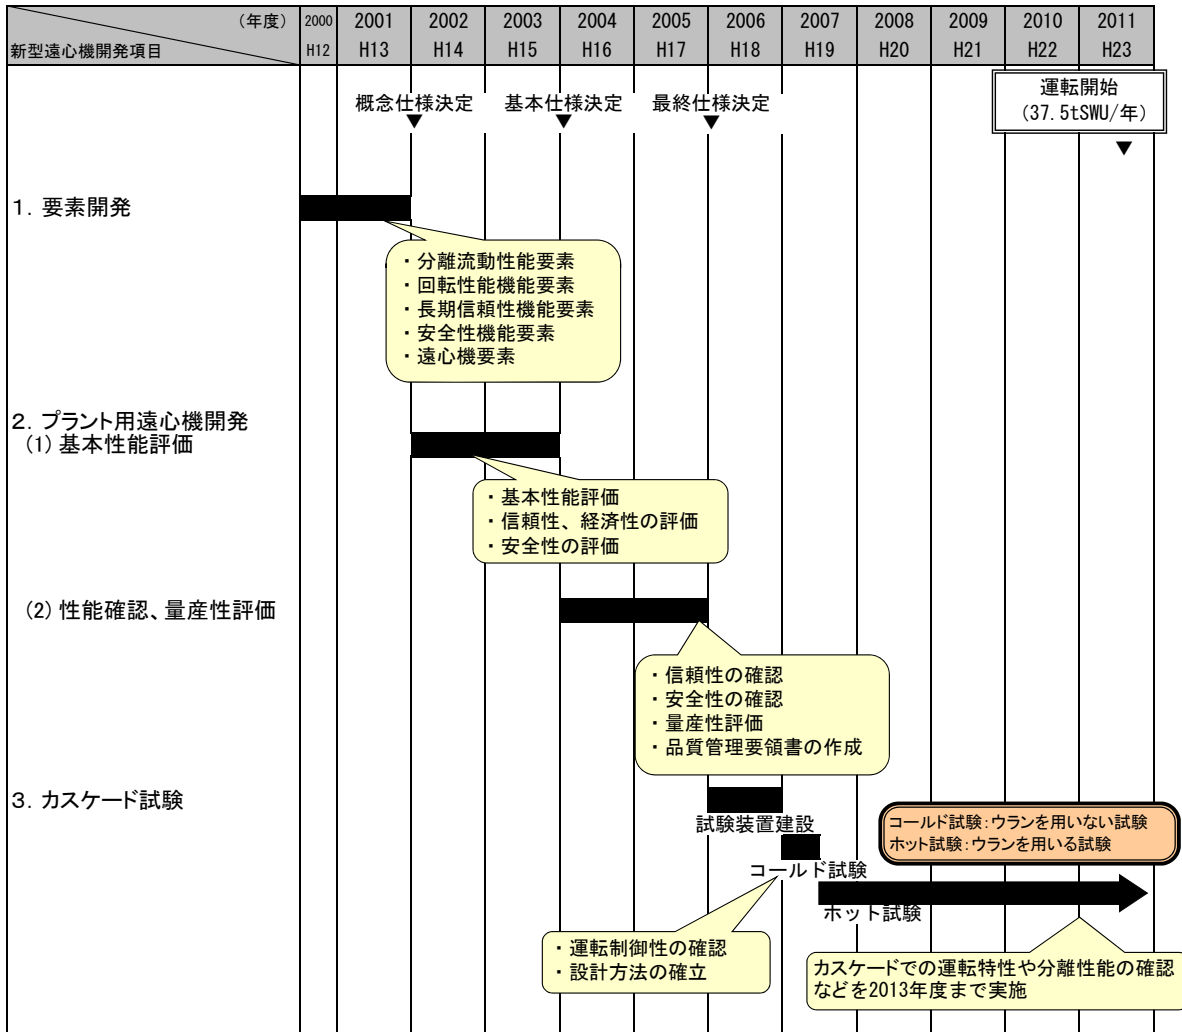 (年度)
新型遠心機開発項目
2000 2001 2002 2003 2004 2005 2006 2007 2008 2009 2010 2011
H12 H13 H14 H15 H16 H17 H18 H19 H20 H21 H22 H23
運転開始
(37.5tSWU/年)
▼
概念仕様決定 基本仕様決定 最終仕様決定
▼ ▼ ▼
1. 要素開発
・分離流動性能要素
・回転性能機能要素
・長期信頼性機能要素
・安全性機能要素
・遠心機要素
2. プラント用遠心機開発
(1) 基本性能評価
・基本性能評価
・信頼性、経済性の評価
・安全性の評価
(2) 性能確認、量産性評価
・信頼性の確認
・安全性の確認
・量産性評価
・品質管理要領書の作成
3. カスケード試験
試験装置建設
コールド試験：ウランを用いない試験
ホット試験：ウランを用いる試験
コールド試験
ホット試験
・運転制御性の確認
・設計方法の確立
カスケードでの運転特性や分離性能の確認
などを2013年度まで実施